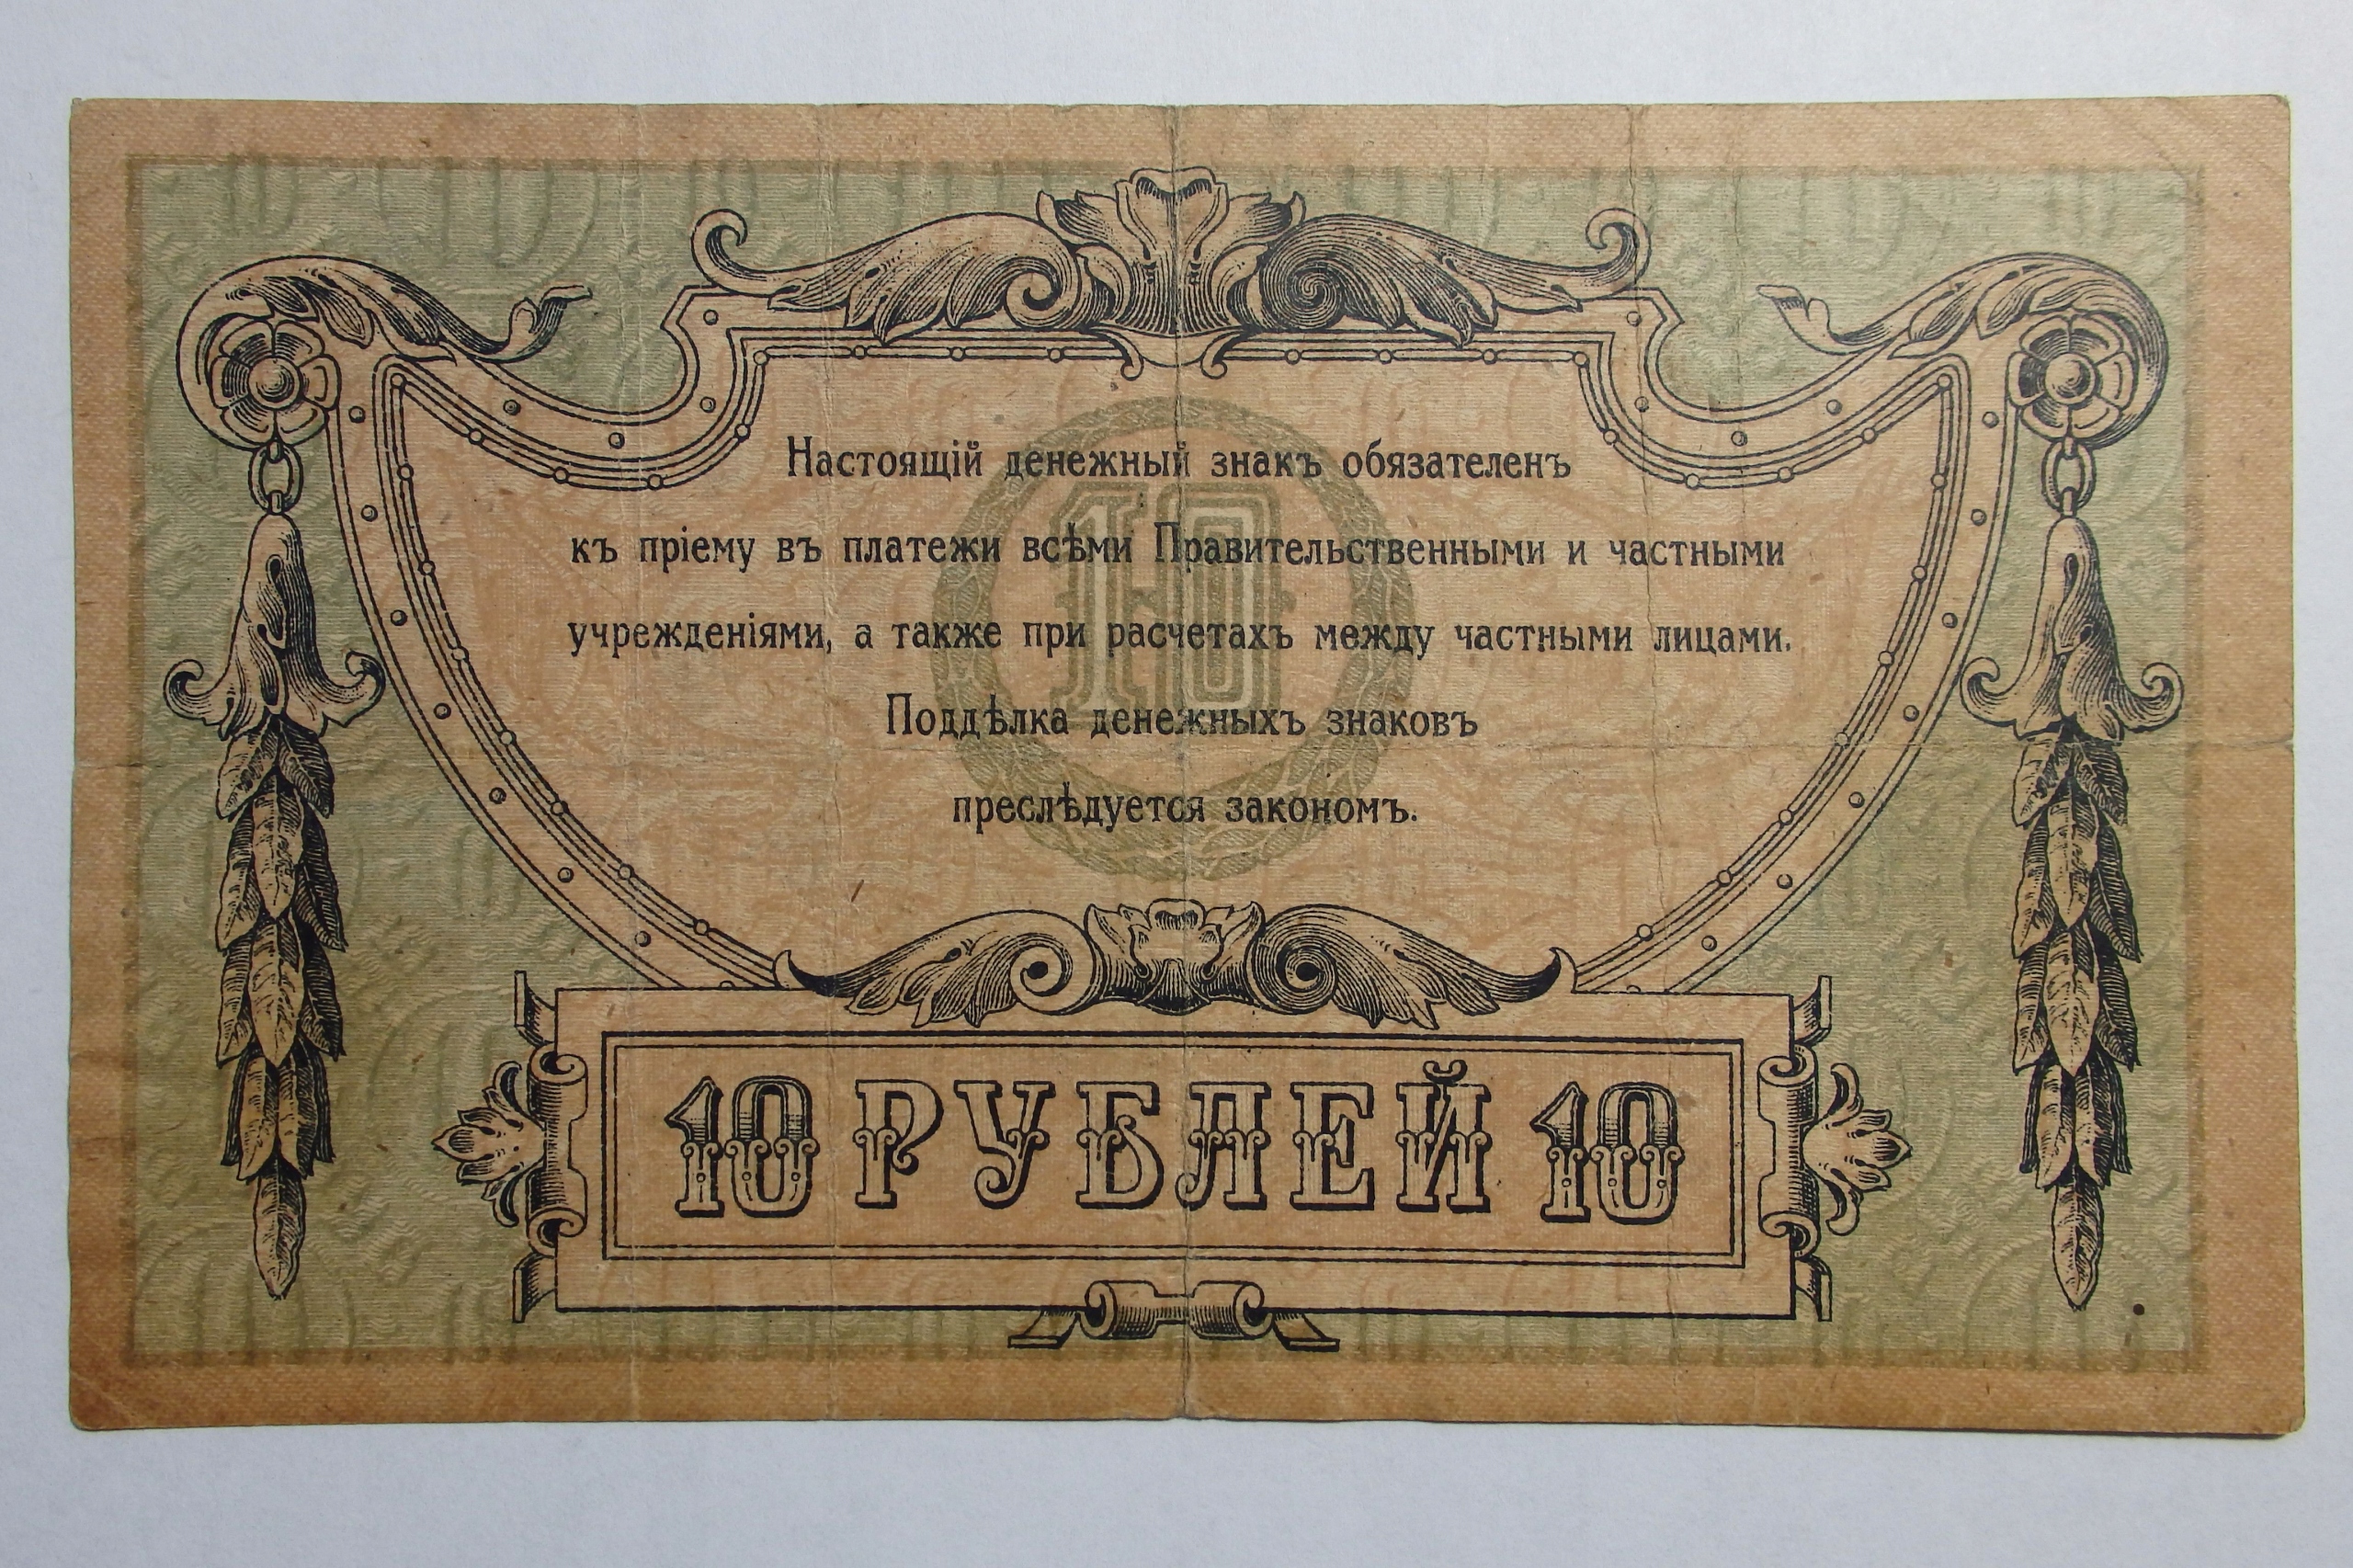 Настоящій денежный знакъ обязателенъ
къ пріему въ платежи всѣми Правительственными и частными
учрежденіями, а также при расчетахъ между частными лицами.
Поддѣлка денежныхъ знаковъ
преслѣдуется закономъ.
10
10 РУБЛЕЙ 10